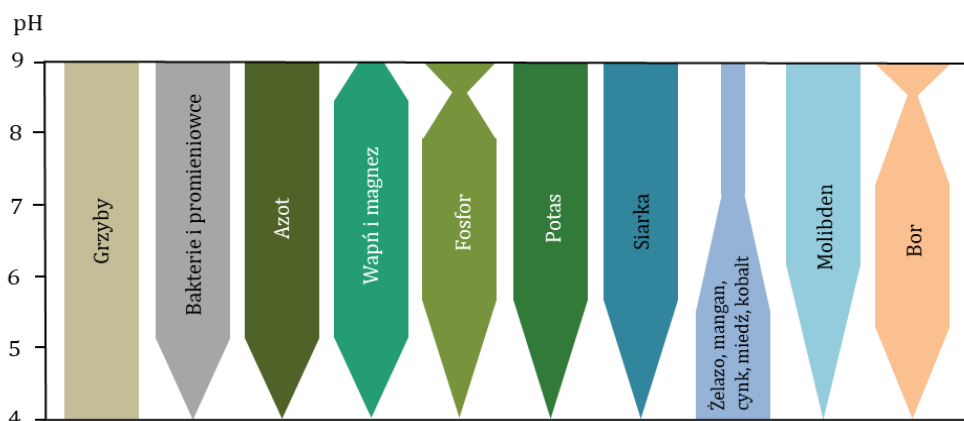 pH
9
8
7
6
5
4
Grzyby
Bakterie i promieniowce
Azot
Wapń i magnez
Fosfor
Potas
Siarka
Żelazo, mangan,
cynk, miedź, kobalt
Molibden
Bor